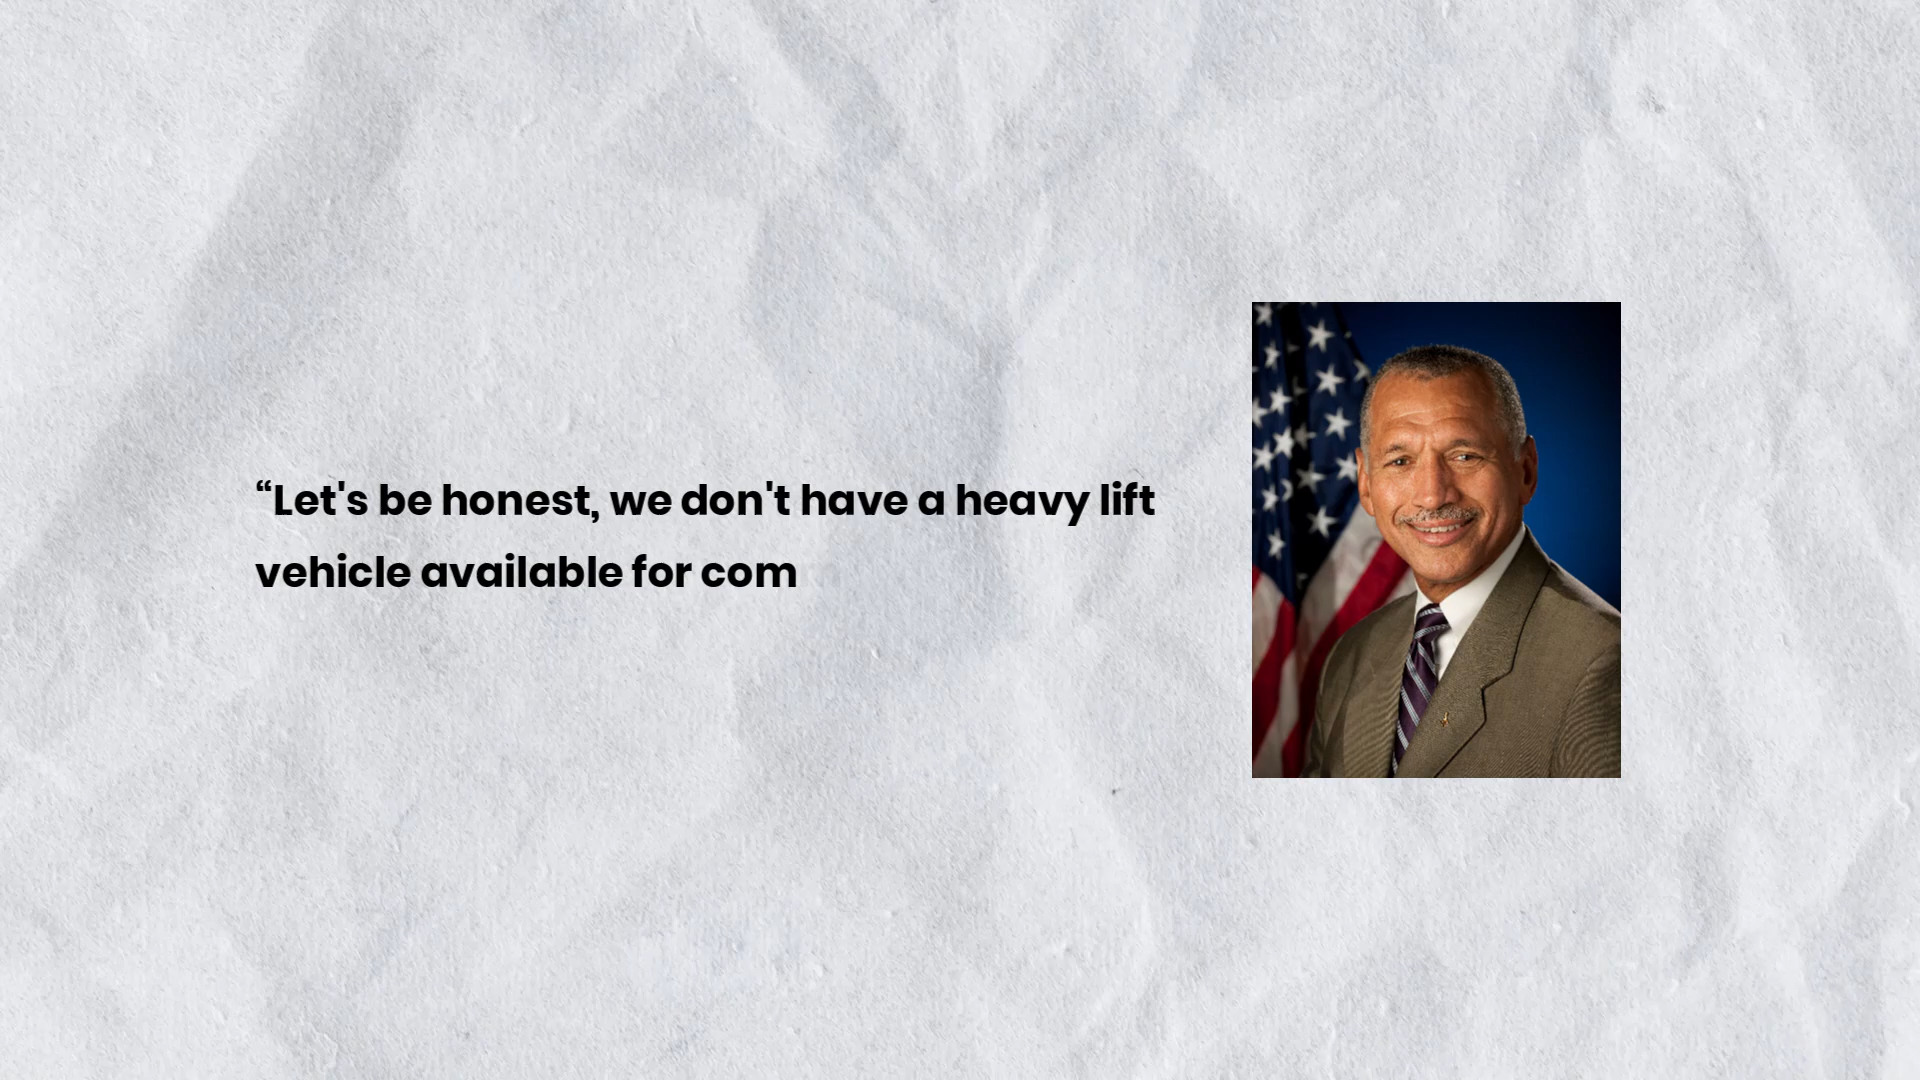 “Let's be honest, we don't have a heavy lift
vehicle available for com